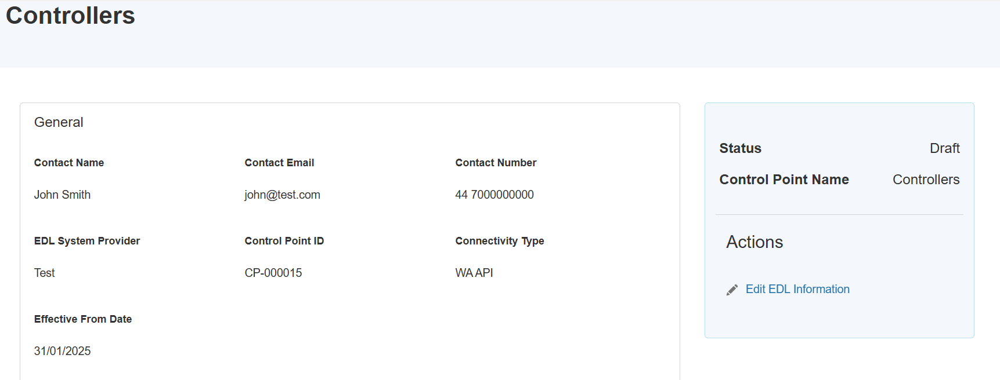 Controllers
General
Contact Name
Contact Email
Contact Number
John Smith
john@test.com
44 7000000000
EDL System Provider
Control Point ID
Connectivity Type
Test
CP-000015
WA API
Effective From Date
31/01/2025
Status
Draft
Control Point Name
Controllers
Actions
Edit EDL Information